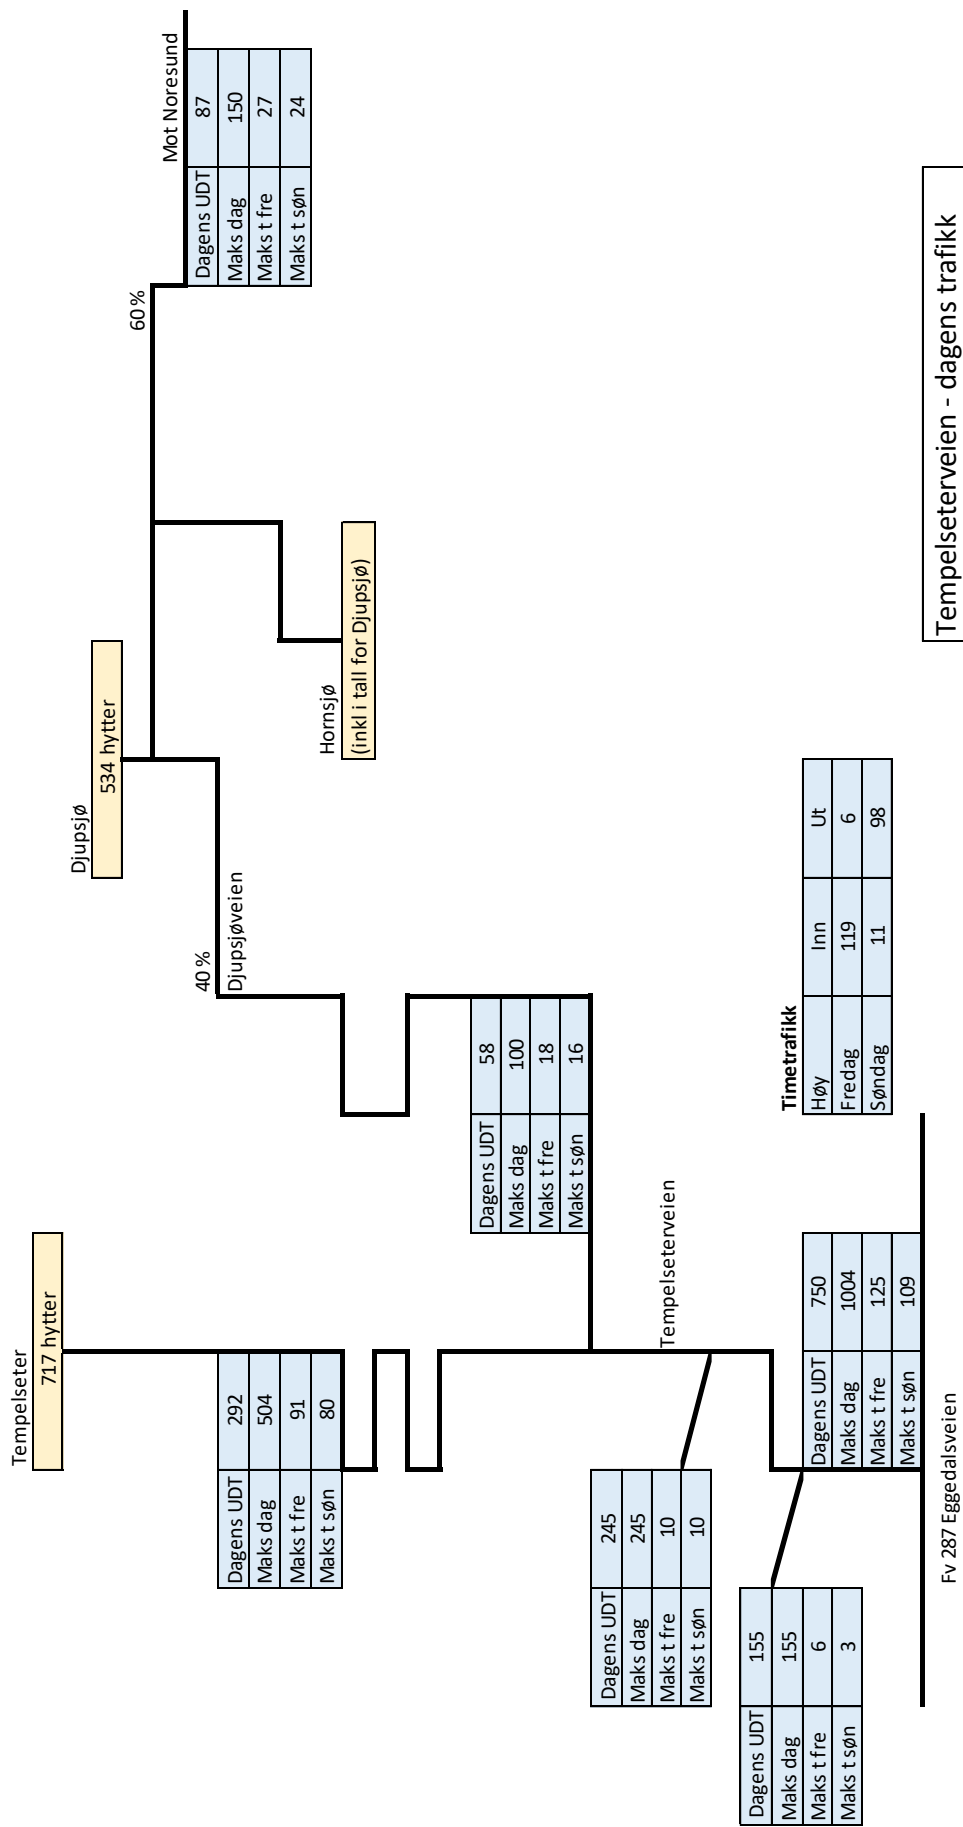 Tempelseter
717 hytter
Djupsjø
534 hytter
60 %
Mot Noresund
Dagens UDT 87
Maks dag 150
Maks t fre 27
Maks t søn 24
40 %
Djupsjøveien
Dagens UDT 292
Maks dag 504
Maks t fre 91
Maks t søn 80
Hornsjø
(inkl i tall for Djupsjø)
Dagens UDT 58
Maks dag 100
Maks t fre 18
Maks t søn 16
Dagens UDT 245
Maks dag 245
Maks t fre 10
Maks t søn 10
Tempelseterveien
Dagens UDT 155
Maks dag 155
Maks t fre 6
Maks t søn 3
Dagens UDT 750
Maks dag 1004
Maks t fre 125
Maks t søn 109
Timetrafikk
Høy Inn Ut
Fredag 119 6
Søndag 11 98
Fv 287 Eggedalsveien
Tempelseterveien - dagens trafikk